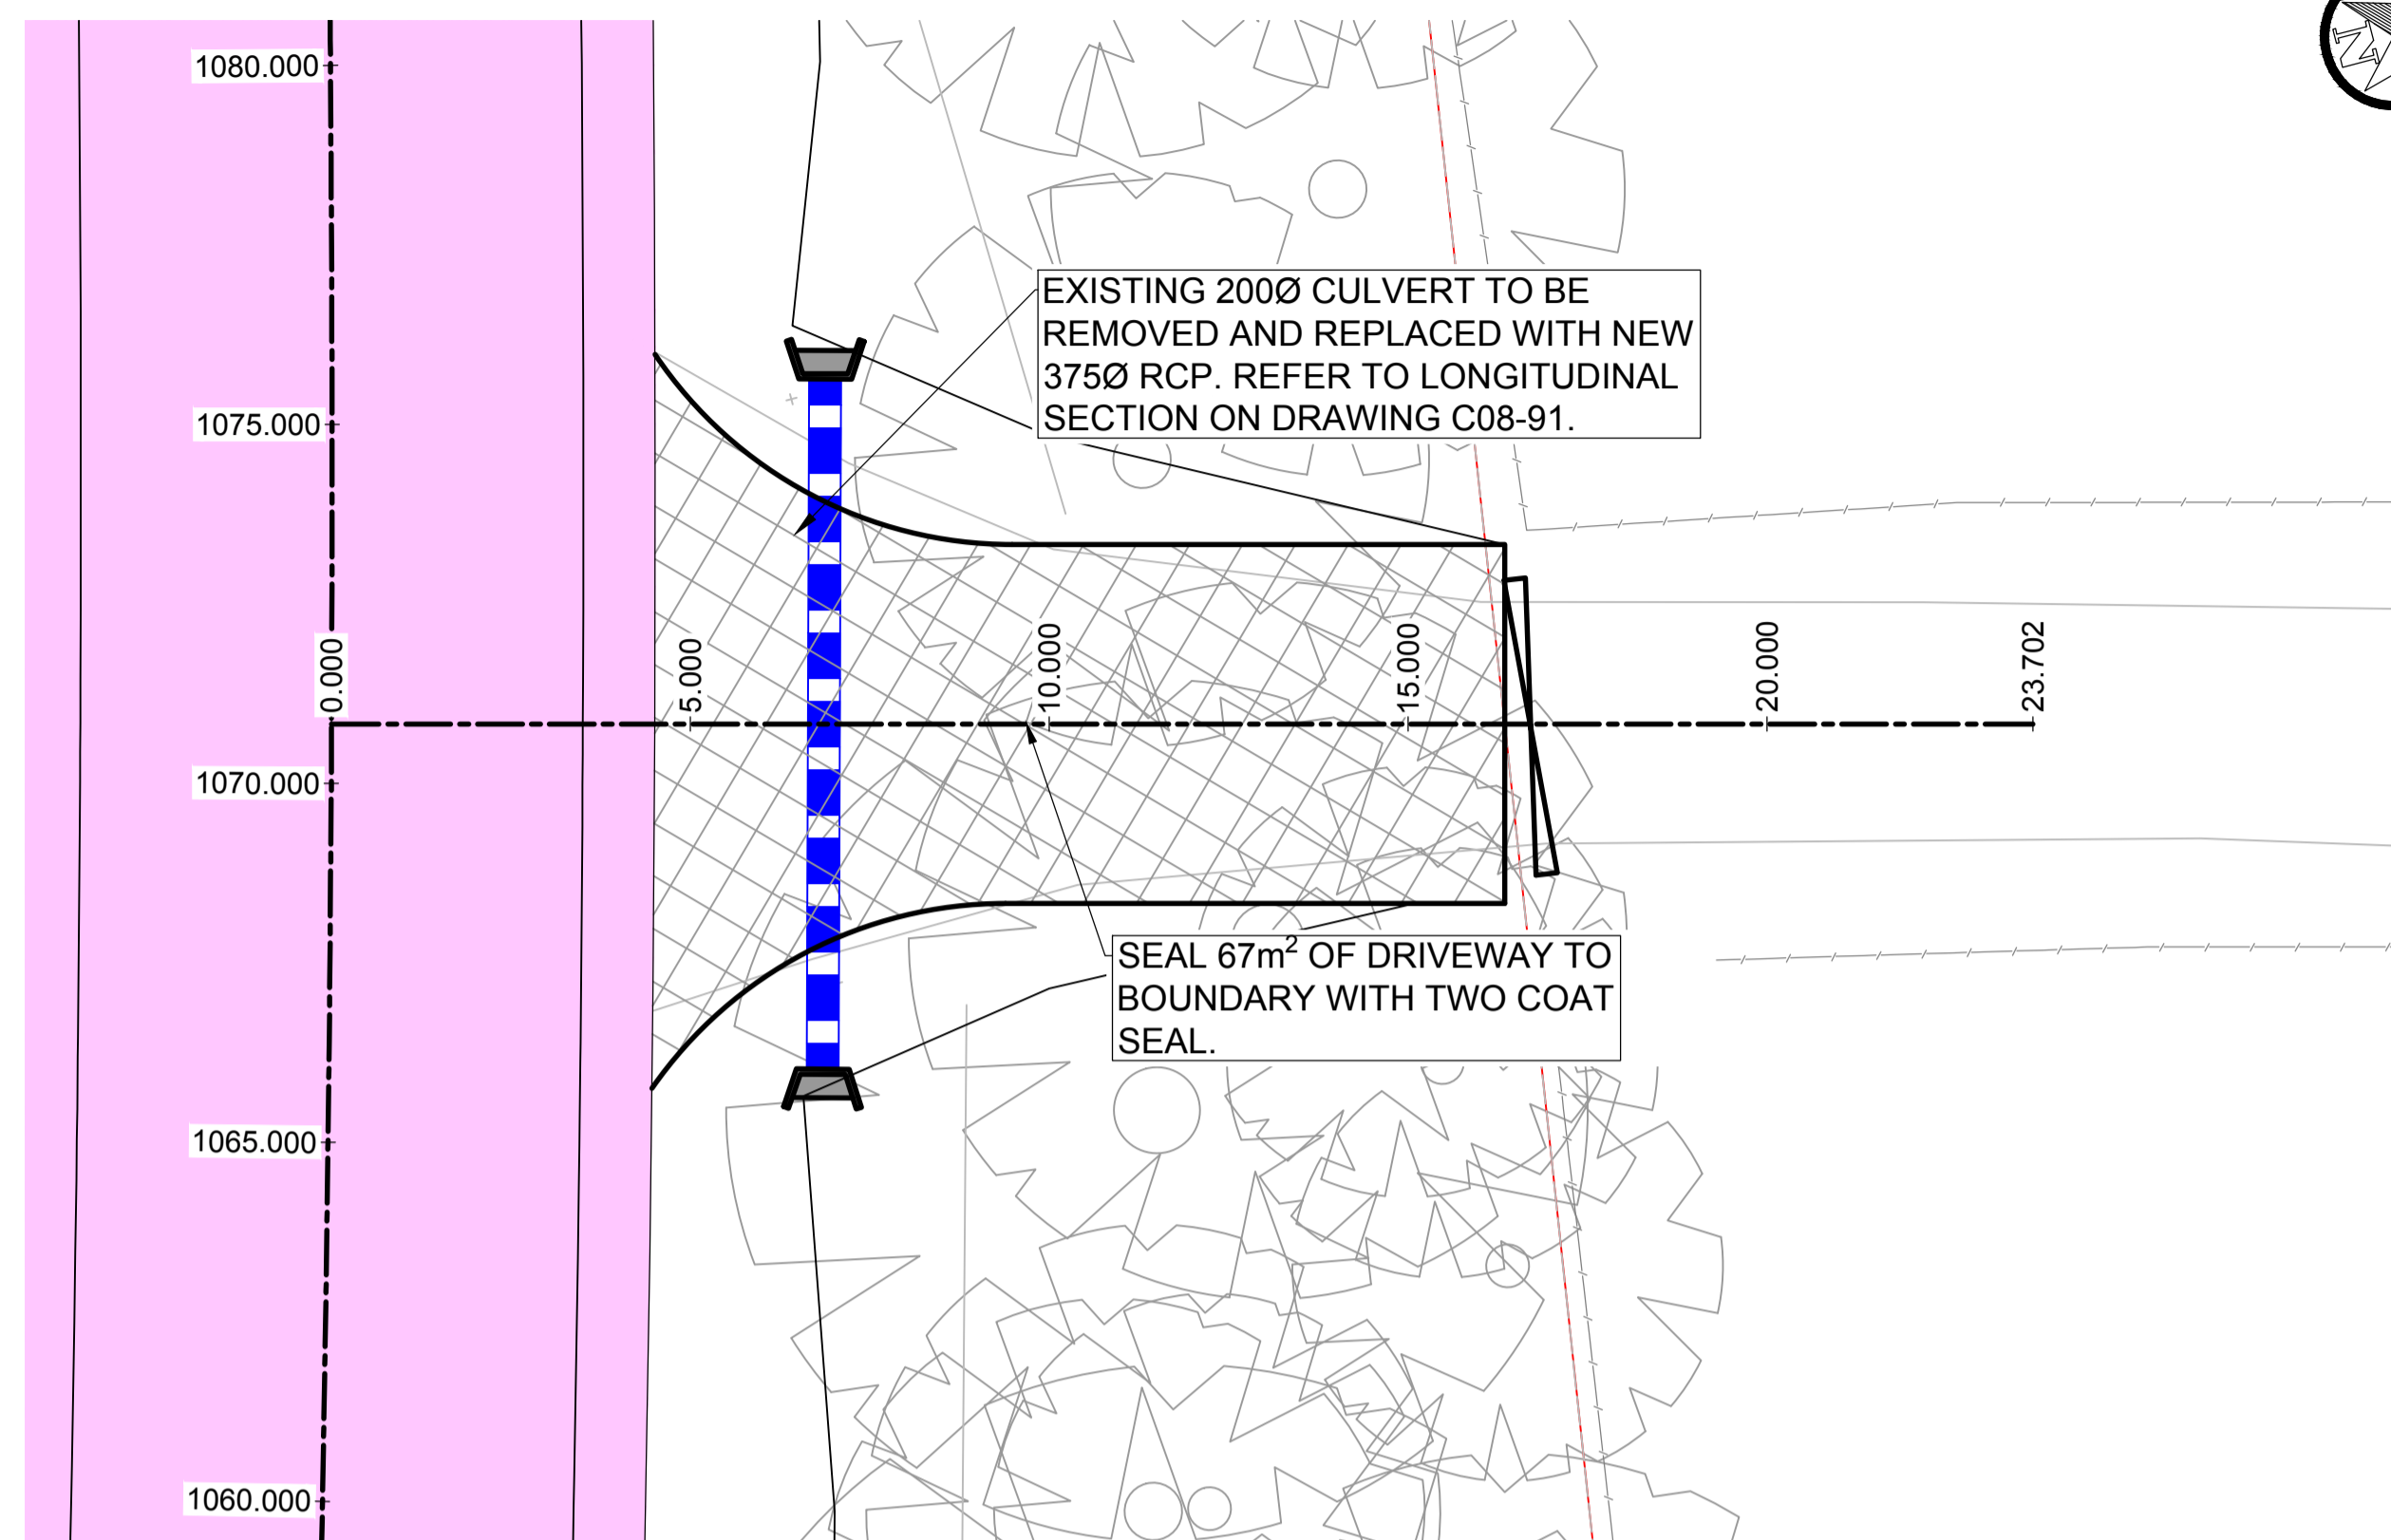 1080.000
N
EXISTING 200Ø CULVERT TO BE
REMOVED AND REPLACED WITH NEW
375Ø RCP. REFER TO LONGITUDINAL
SECTION ON DRAWING C08-91.
1075.000
0.000
5.000
10.000
15.000
20.000
23.702
1070.000
SEAL 67m² OF DRIVEWAY TO
BOUNDARY WITH TWO COAT
SEAL.
1065.000
1060.000